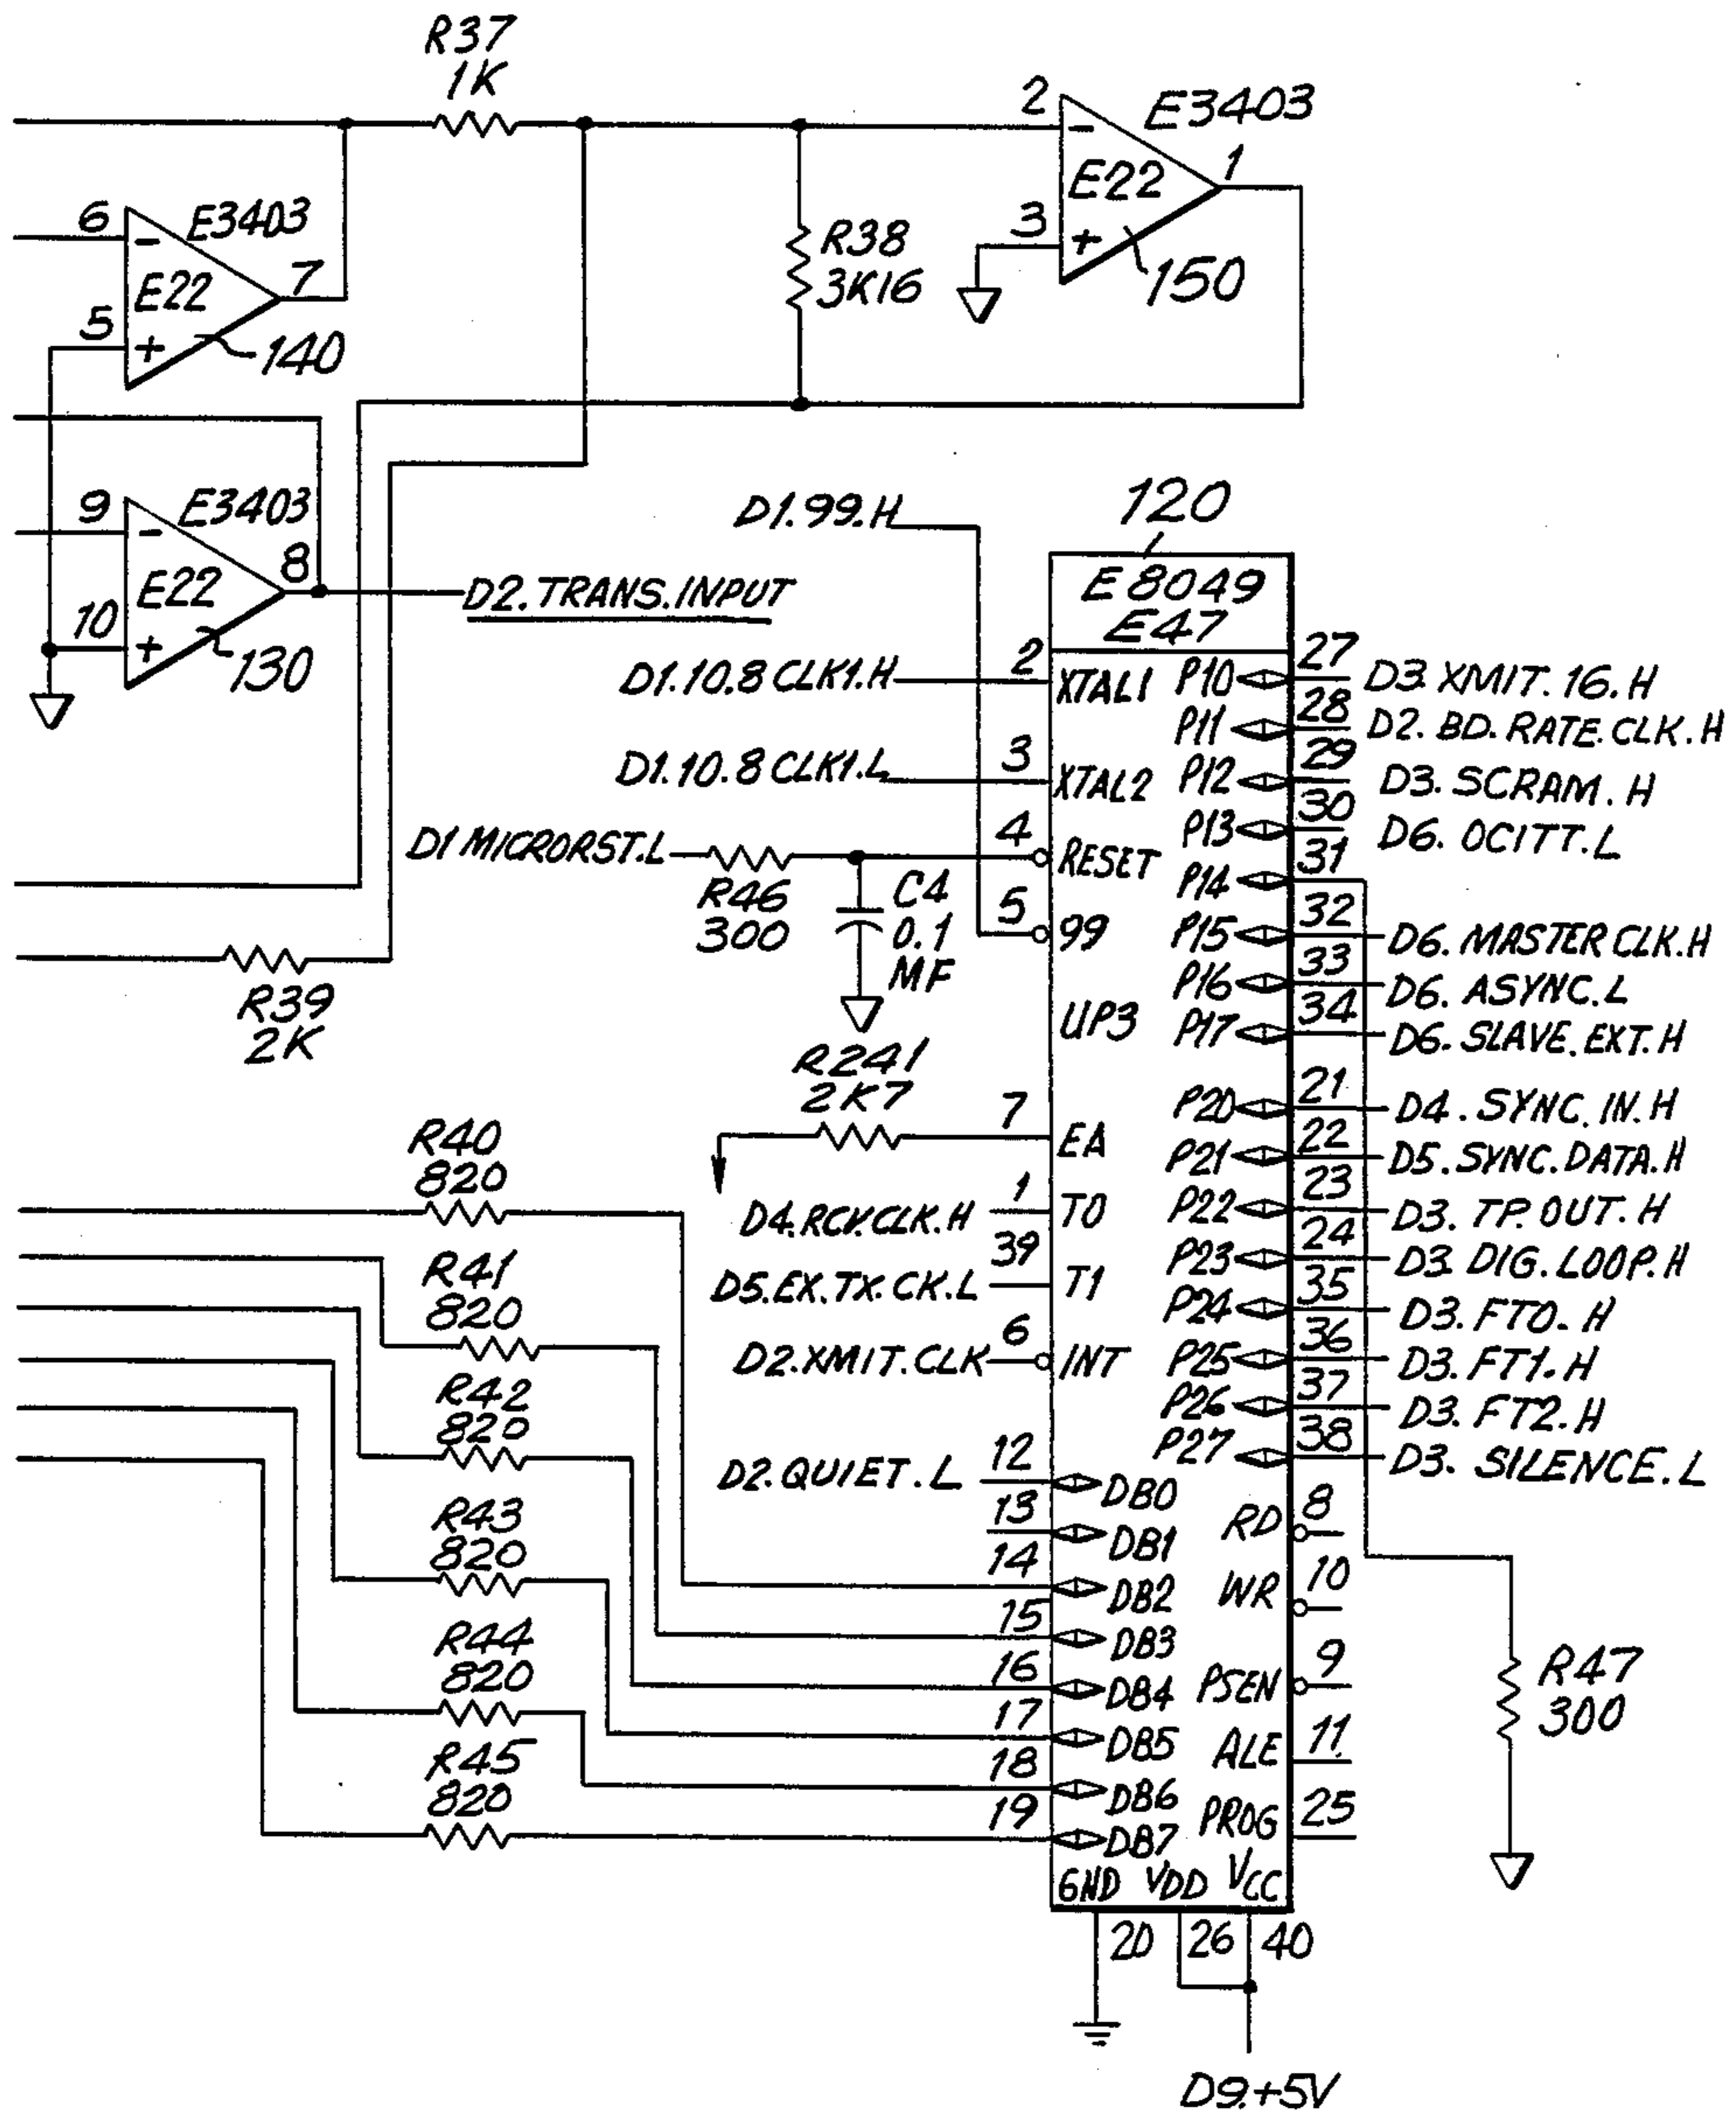 R37
1K
2
E3403
-
E22
1
3
+
150
6
E3403
-
E22
7
5
+
140
R38
3K16
9
E3403
-
E22
8
10
+
130
D2.TRANS.INPUT
D1.99.H
120
E8049
E47
D1.10.8 CLK1.H
2
XTAL1
D1.10.8 CLK1.L
3
XTAL2
D1 MICRORST.L
R46
300
C4
0.1
MF
4
RESET
5
99
UP3
R39
2K
R241
2K7
7
EA
D4.RCV.CLK.H
1
T0
D5.EX.TX.CK.L
39
T1
D2.XMIT.CLK
6
INT
D2.QUIET.L
12
DB0
13
DB1
14
DB2
15
DB3
16
DB4
17
DB5
18
DB6
19
DB7
R40
820
R41
820
R42
820
R43
820
R44
820
R45
820
P10 27 D3.XMIT.16.H
P11 28 D2.BD.RATE.CLK.H
P12 29 D3.SCRAM.H
P13 30 D6.OCITT.L
P14 31
P15 32 D6.MASTER CLK.H
P16 33 D6.ASYNC.L
P17 34 D6.SLAVE.EXT.H
P20 21 D4.SYNC.IN.H
P21 22 D5.SYNC.DATA.H
P22 23 D3.TP.OUT.H
P23 24 D3.DIG.LOOP.H
P24 35 D3.FT0.H
P25 36 D3.FT1.H
P26 37 D3.FT2.H
P27 38 D3.SILENCE.L
RD 8
WR 10
PSEN 9
ALE 11
PROG 25
R47
300
GND VDD VCC
20 26 40
D9.+5V